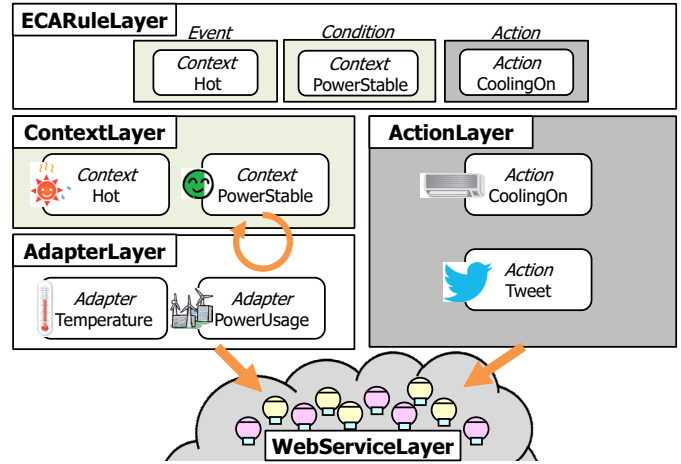 ECARuleLayer
Event
Condition
Action
Context
Hot
Context
PowerStable
Action
CoolingOn
ContextLayer
Context
Hot
Context
PowerStable
ActionLayer
Action
CoolingOn
Action
Tweet
AdapterLayer
Adapter
Temperature
Adapter
PowerUsage
WebServiceLayer